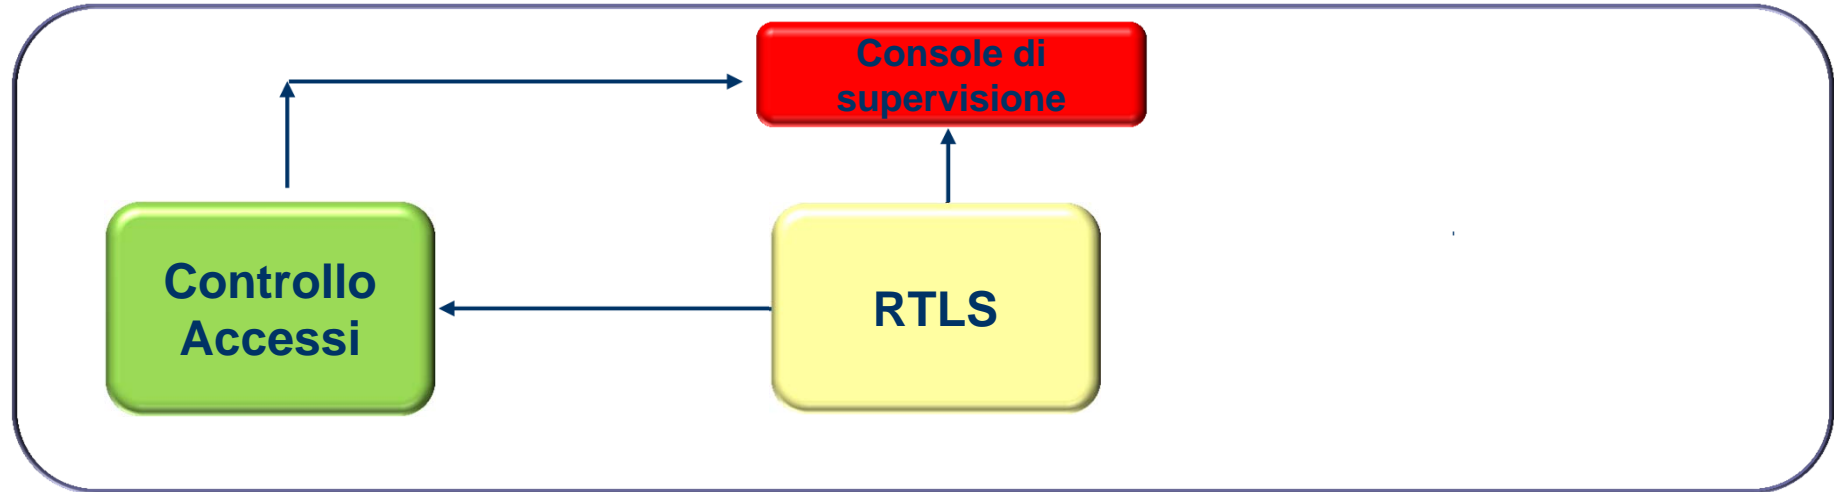 Console di
supervisione
Controllo
Accessi
RTLS